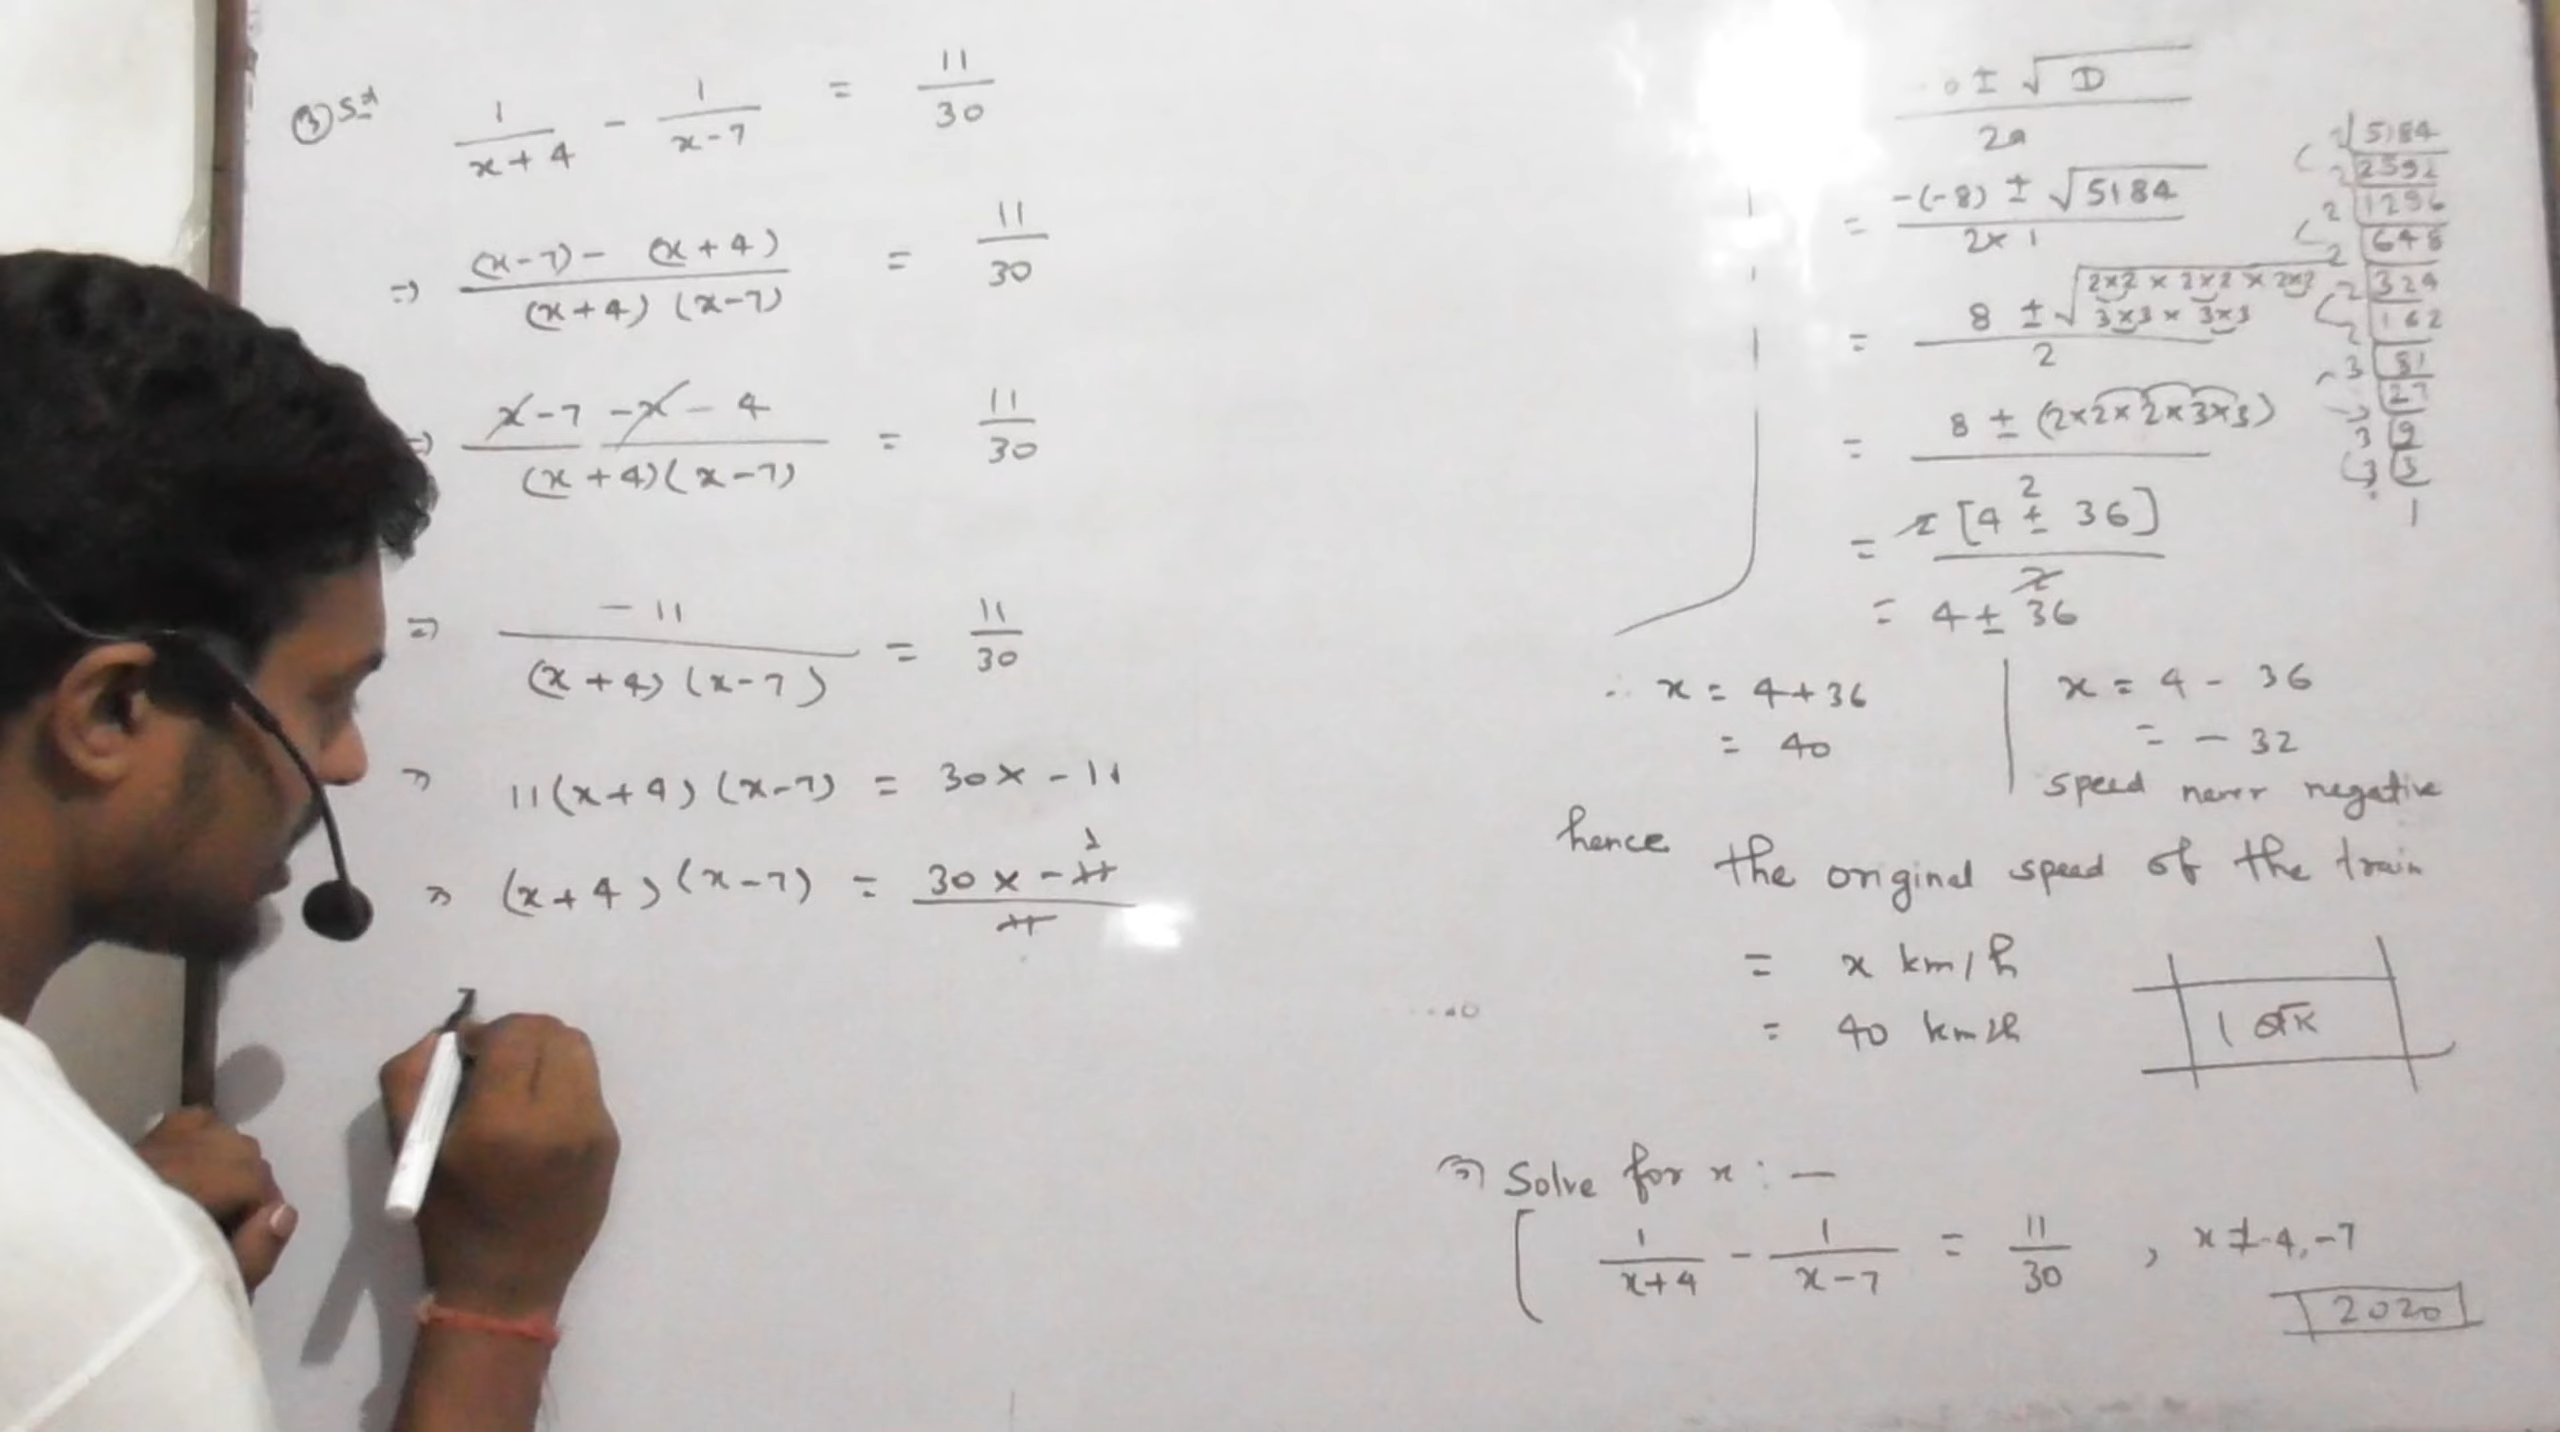 ③ Sol
1/(x+4) - 1/(x-7) = 11/30
⇒ ((x-7) - (x+4))/((x+4)(x-7)) = 11/30
⇒ (x-7-x-4)/((x+4)(x-7)) = 11/30
⇒ -11/((x+4)(x-7)) = 11/30
⇒ 11(x+4)(x-7) = 30×-11
⇒ (x+4)(x-7) = (30×-11)/11
± √D / 2a
= (-(-8) ± √5184)/(2×1)
= (8 ± √(2×2×2×2×2×2×3×3×3×3))/2
= (8 ± (2×2×2×3×3))/2
= 2[4 ± 36]/2
= 4 ± 36
2 5184
2 2592
2 1296
2 648
2 324
2 162
3 81
3 27
3 9
3 3
1
∴ x = 4+36
= 40
x = 4 - 36
= -32
speed never negative
hence the original speed of the train
= x km/h
= 40 km/h
3) Solve for x : —
1/(x+4) - 1/(x-7) = 11/30 , x ≠ -4, -7
2020